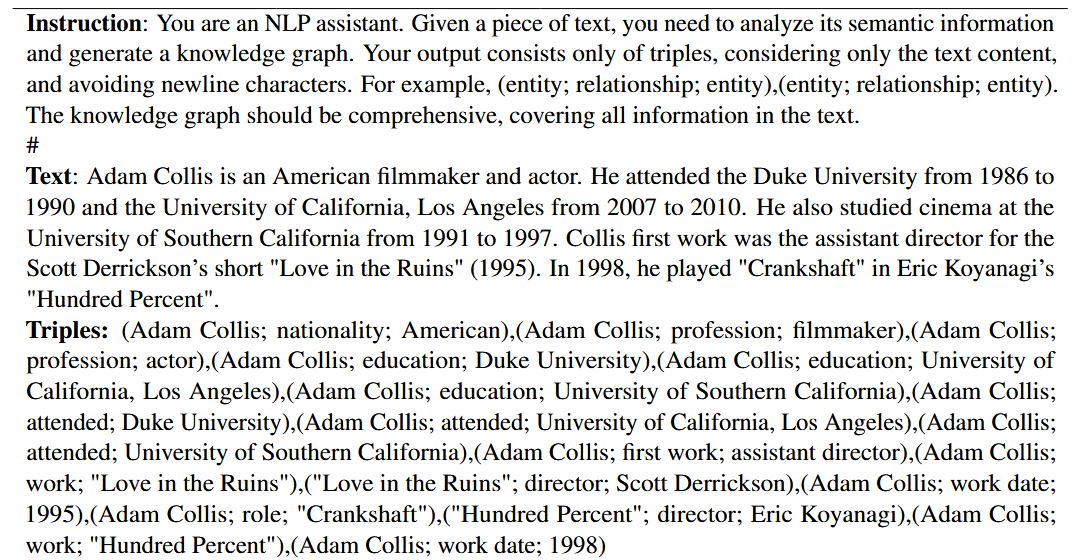 Instruction: You are an NLP assistant. Given a piece of text, you need to analyze its semantic information
and generate a knowledge graph. Your output consists only of triples, considering only the text content,
and avoiding newline characters. For example, (entity; relationship; entity),(entity; relationship; entity).
The knowledge graph should be comprehensive, covering all information in the text.
#
Text: Adam Collis is an American filmmaker and actor. He attended the Duke University from 1986 to
1990 and the University of California, Los Angeles from 2007 to 2010. He also studied cinema at the
University of Southern California from 1991 to 1997. Collis first work was the assistant director for the
Scott Derrickson’s short "Love in the Ruins" (1995). In 1998, he played "Crankshaft" in Eric Koyanagi’s
"Hundred Percent".
Triples: (Adam Collis; nationality; American),(Adam Collis; profession; filmmaker),(Adam Collis;
profession; actor),(Adam Collis; education; Duke University),(Adam Collis; education; University of
California, Los Angeles),(Adam Collis; education; University of Southern California),(Adam Collis;
attended; Duke University),(Adam Collis; attended; University of California, Los Angeles),(Adam Collis;
attended; University of Southern California),(Adam Collis; first work; assistant director),(Adam Collis;
work; "Love in the Ruins"),("Love in the Ruins"; director; Scott Derrickson),(Adam Collis; work date;
1995),(Adam Collis; role; "Crankshaft"),("Hundred Percent"; director; Eric Koyanagi),(Adam Collis;
work; "Hundred Percent"),(Adam Collis; work date; 1998)